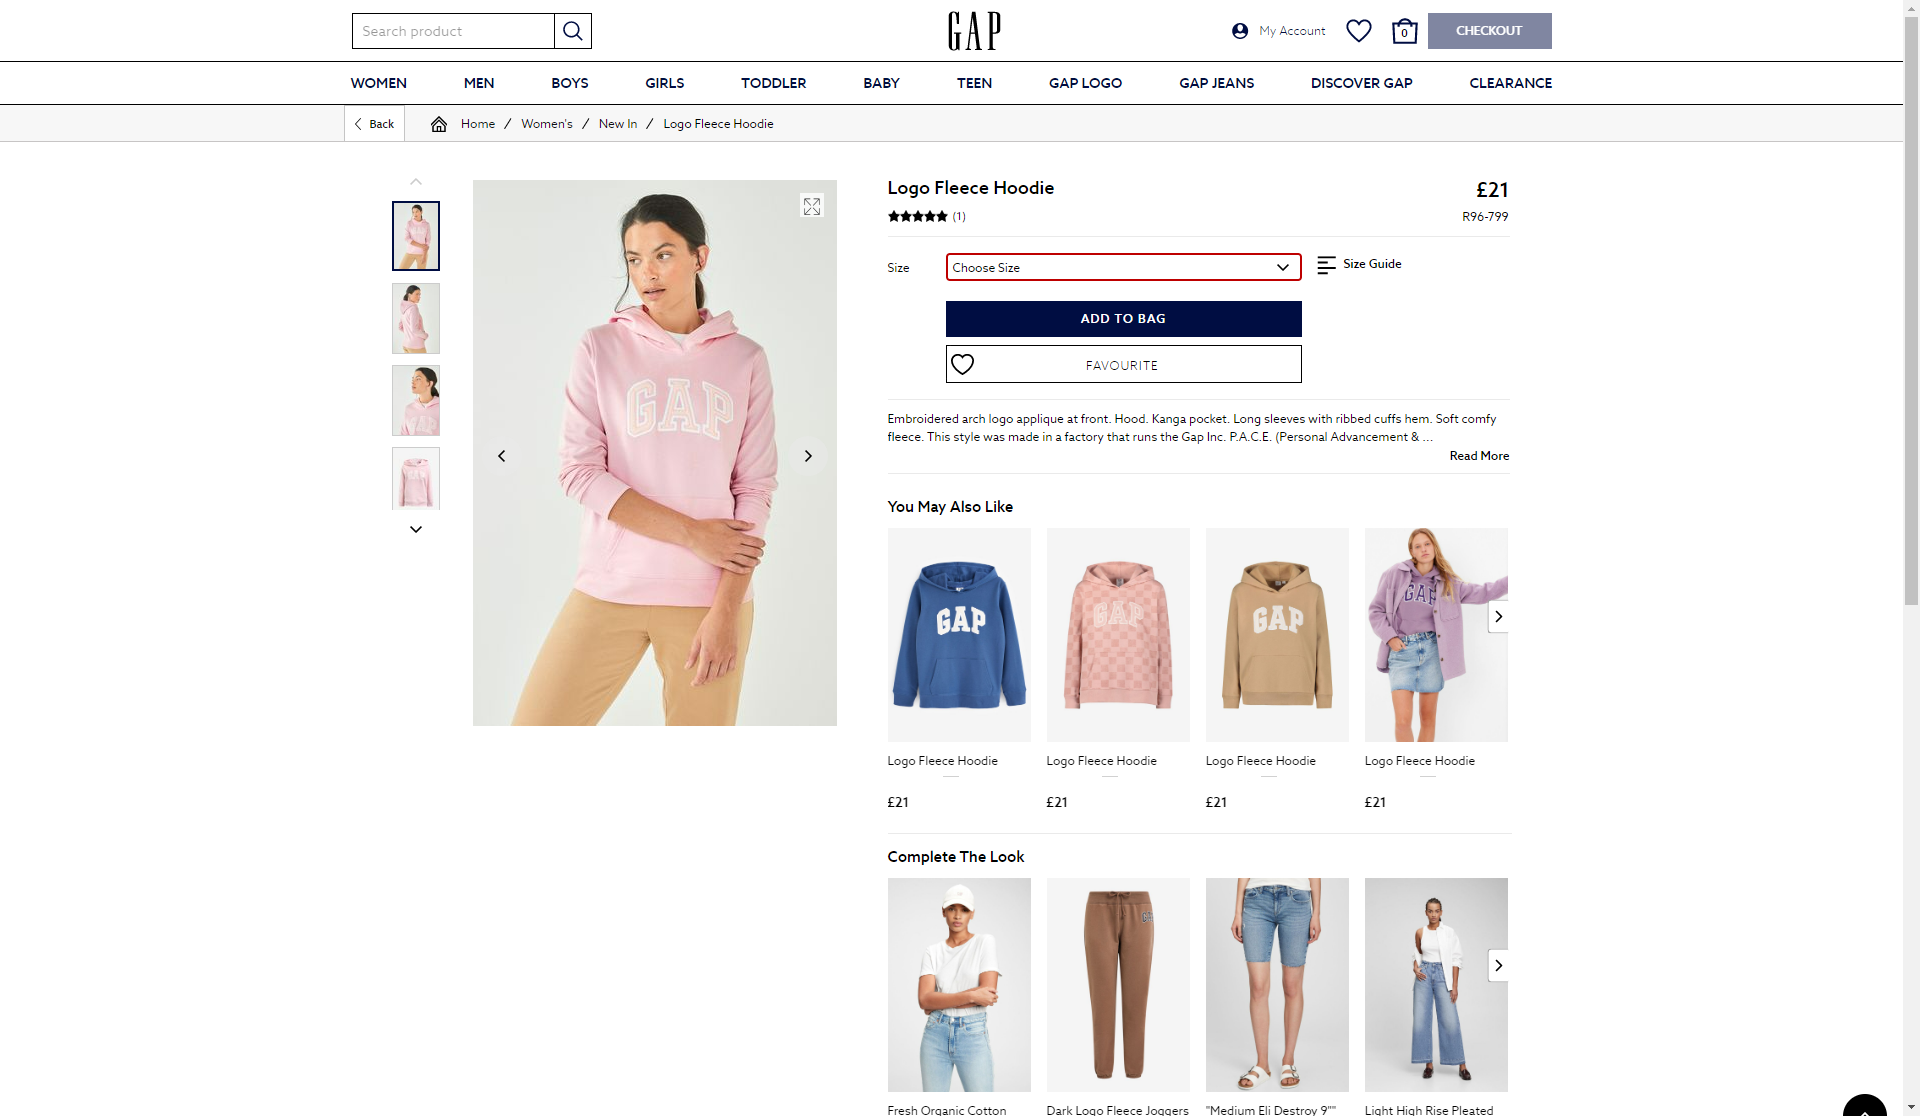 Search product
GAP
My Account
0
CHECKOUT
WOMEN
MEN
BOYS
GIRLS
TODDLER
BABY
TEEN
GAP LOGO
GAP JEANS
DISCOVER GAP
CLEARANCE
Back
Home / Women's / New In / Logo Fleece Hoodie
GAP
Logo Fleece Hoodie
£21
(1)
R96-799
Size
Choose Size
Size Guide
ADD TO BAG
FAVOURITE
Embroidered arch logo applique at front. Hood. Kanga pocket. Long sleeves with ribbed cuffs hem. Soft comfy
fleece. This style was made in a factory that runs the Gap Inc. P.A.C.E. (Personal Advancement & ...
Read More
You May Also Like
GAP
GAP
GAP
GAP
Logo Fleece Hoodie
Logo Fleece Hoodie
Logo Fleece Hoodie
Logo Fleece Hoodie
£21
£21
£21
£21
Complete The Look
GAP
Fresh Organic Cotton
Dark Logo Fleece Joggers
"Medium Eli Destroy 9""
Light High Rise Pleated